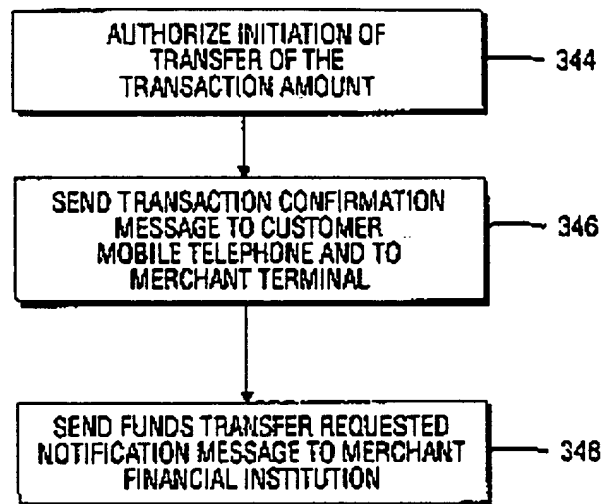 AUTHORIZE INITIATION OF
TRANSFER OF THE
TRANSACTION AMOUNT
344
SEND TRANSACTION CONFIRMATION
MESSAGE TO CUSTOMER
MOBILE TELEPHONE AND TO
MERCHANT TERMINAL
346
SEND FUNDS TRANSFER REQUESTED
NOTIFICATION MESSAGE TO MERCHANT
FINANCIAL INSTITUTION
348